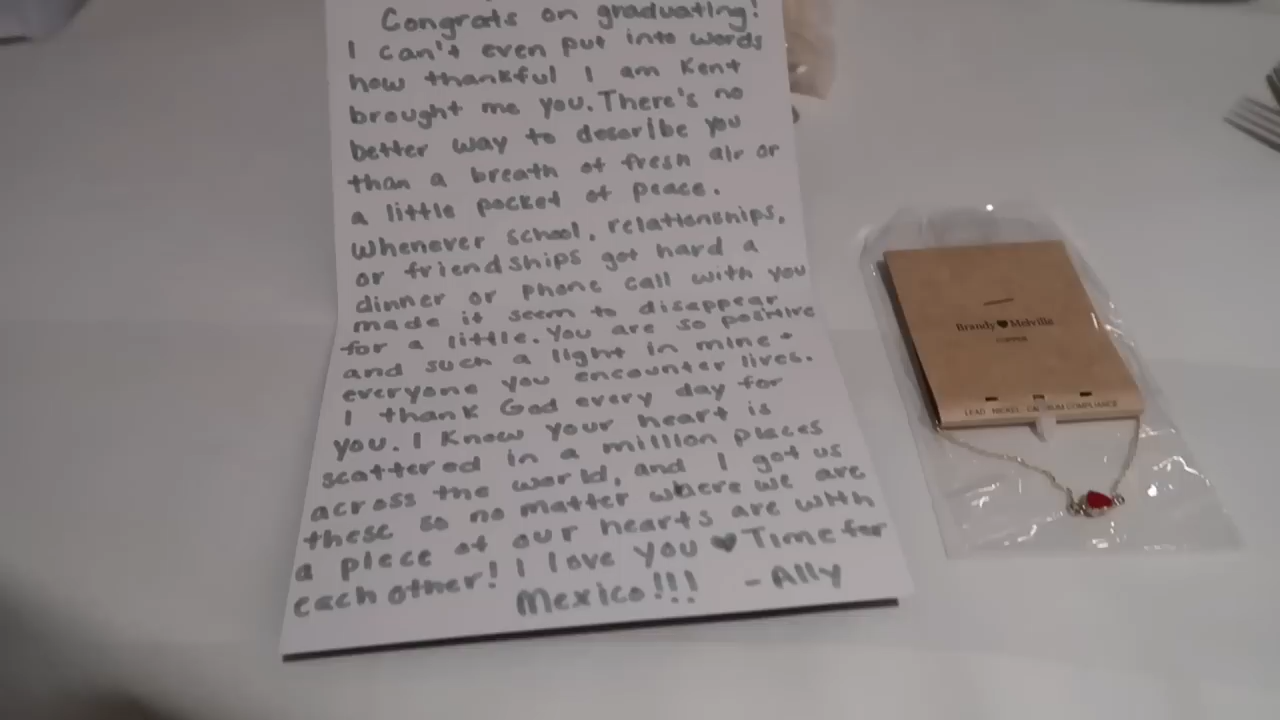 Congrats on graduating!
I can't even put into words
how thankful I am Kent
brought me you. There's no
better way to describe you
than a breath of fresh air or
a little pocket of peace.
Whenever school, relationships,
or friendships got hard a
dinner or phone call with you
made it seem to disappear
for a little. You are so positive
and such a light in mine +
everyone you encounter lives.
I thank God every day for
you. I know your heart is
scattered in a million places
across the world, and I got us
these so no matter where we are
a piece of our hearts are with
each other! I love you ♥ Time for
Mexico!!! - Ally
Brandy♥Melville
COPPER
LEAD NICKEL CADMIUM COMPLIANCE